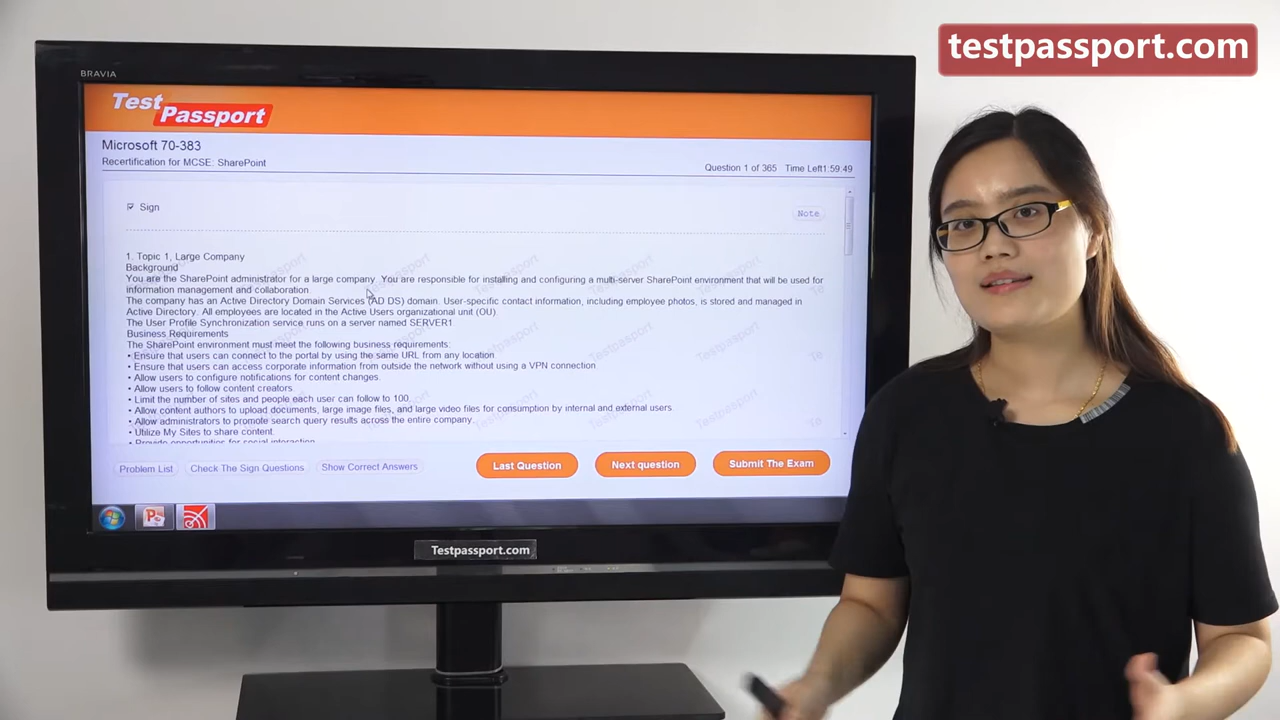 testpassport.com
BRAVIA
Test
Passport
Microsoft 70-383
Recertification for MCSE: SharePoint
Question 1 of 365 Time Left1:59:49
Sign
Note
1. Topic 1, Large Company
Background
You are the SharePoint administrator for a large company. You are responsible for installing and configuring a multi-server SharePoint environment that will be used for
information management and collaboration.
The company has an Active Directory Domain Services (AD DS) domain. User-specific contact information, including employee photos, is stored and managed in
Active Directory. All employees are located in the Active Users organizational unit (OU).
The User Profile Synchronization service runs on a server named SERVER1
Business Requirements
The SharePoint environment must meet the following business requirements:
• Ensure that users can connect to the portal by using the same URL from any location
• Ensure that users can access corporate information from outside the network without using a VPN connection.
• Allow users to configure notifications for content changes.
• Allow users to follow content creators.
• Limit the number of sites and people each user can follow to 100.
• Allow content authors to upload documents, large image files, and large video files for consumption by internal and external users.
• Allow administrators to promote search query results across the entire company.
• Utilize My Sites to share content.
• Provide opportunities for social interaction
Problem List
Check The Sign Questions
Show Correct Answers
Last Question
Next question
Submit The Exam
Testpassport.com